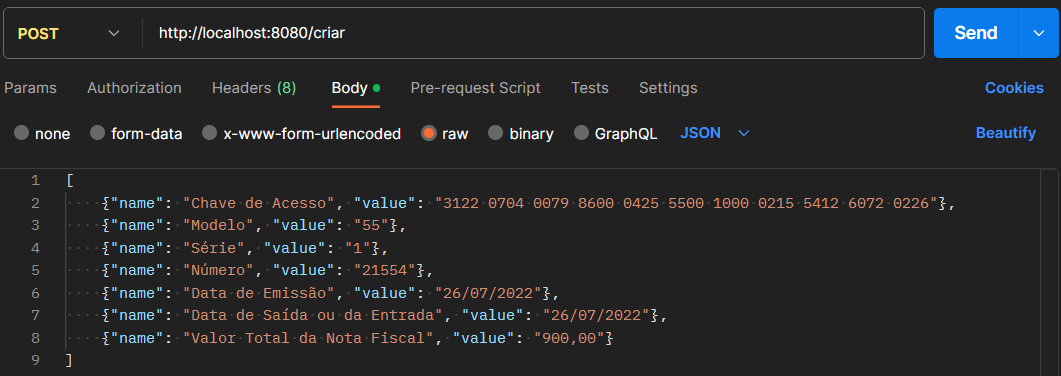 POST http://localhost:8080/criar Send
Params Authorization Headers (8) Body Pre-request Script Tests Settings Cookies
none form-data x-www-form-urlencoded raw binary GraphQL JSON Beautify
1 [
2 {"name": "Chave de Acesso", "value": "3122 0704 0079 8600 0425 5500 1000 0215 5412 6072 0226"},
3 {"name": "Modelo", "value": "55"},
4 {"name": "Série", "value": "1"},
5 {"name": "Número", "value": "21554"},
6 {"name": "Data de Emissão", "value": "26/07/2022"},
7 {"name": "Data de Saída ou da Entrada", "value": "26/07/2022"},
8 {"name": "Valor Total da Nota Fiscal", "value": "900,00"}
9 ]